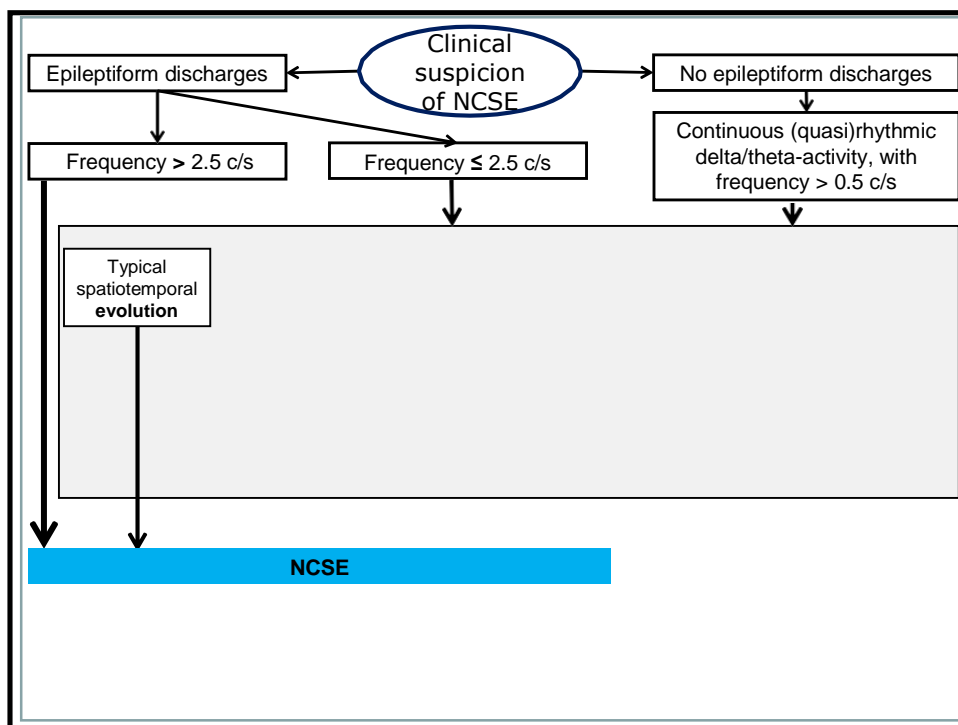 Clinical
suspicion
of NCSE
Epileptiform discharges
No epileptiform discharges
Frequency > 2.5 c/s
Frequency ≤ 2.5 c/s
Continuous (quasi)rhythmic
delta/theta-activity, with
frequency > 0.5 c/s
Typical
spatiotemporal
evolution
NCSE